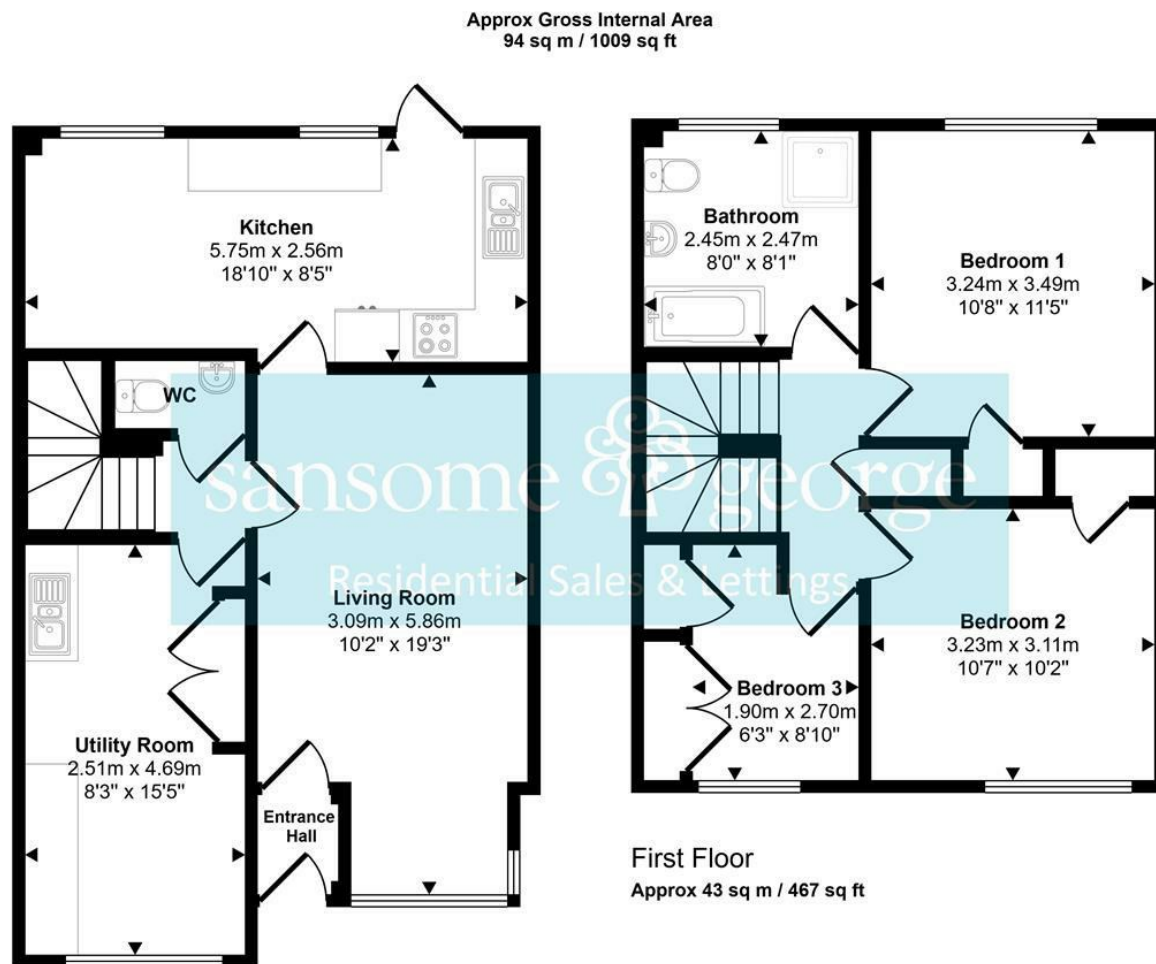 Approx Gross Internal Area
94 sq m / 1009 sq ft
Kitchen
5.75m x 2.56m
18'10" x 8'5"
WC
Living Room
3.09m x 5.86m
10'2" x 19'3"
Utility Room
2.51m x 4.69m
8'3" x 15'5"
Entrance
Hall
Bathroom
2.45m x 2.47m
8'0" x 8'1"
Bedroom 1
3.24m x 3.49m
10'8" x 11'5"
Bedroom 2
3.23m x 3.11m
10'7" x 10'2"
Bedroom 3
1.90m x 2.70m
6'3" x 8'10"
First Floor
Approx 43 sq m / 467 sq ft
sansome george
Residential Sales & Lettings